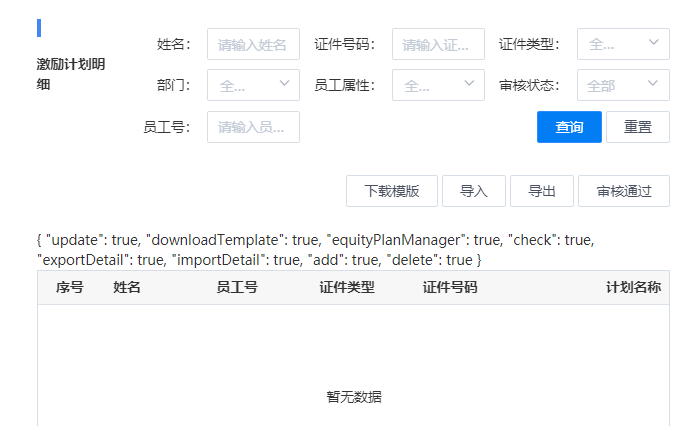 激励计划明
细
姓名： 请输入姓名 证件号码： 请输入证... 证件类型： 全...
部门： 全... 员工属性： 全... 审核状态： 全部
员工号： 请输入员... 查询 重置
下载模版 导入 导出 审核通过
{ "update": true, "downloadTemplate": true, "equityPlanManager": true, "check": true,
"exportDetail": true, "importDetail": true, "add": true, "delete": true }
序号 姓名 员工号 证件类型 证件号码 计划名称
暂无数据